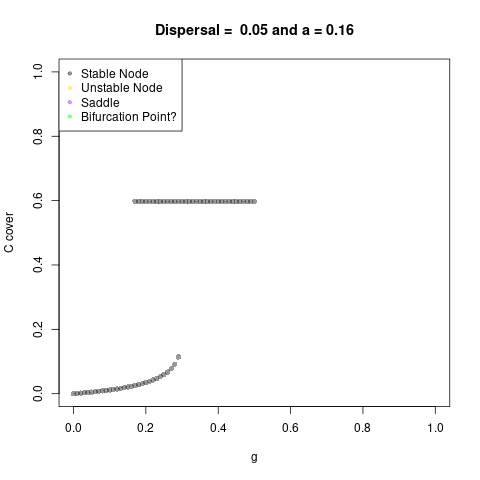 Dispersal =  0.05 and a = 0.16
Stable Node
Unstable Node
Saddle
Bifurcation Point?
C cover
1.0
0.8
0.6
0.4
0.2
0.0
0.0 0.2 0.4 0.6 0.8 1.0
g